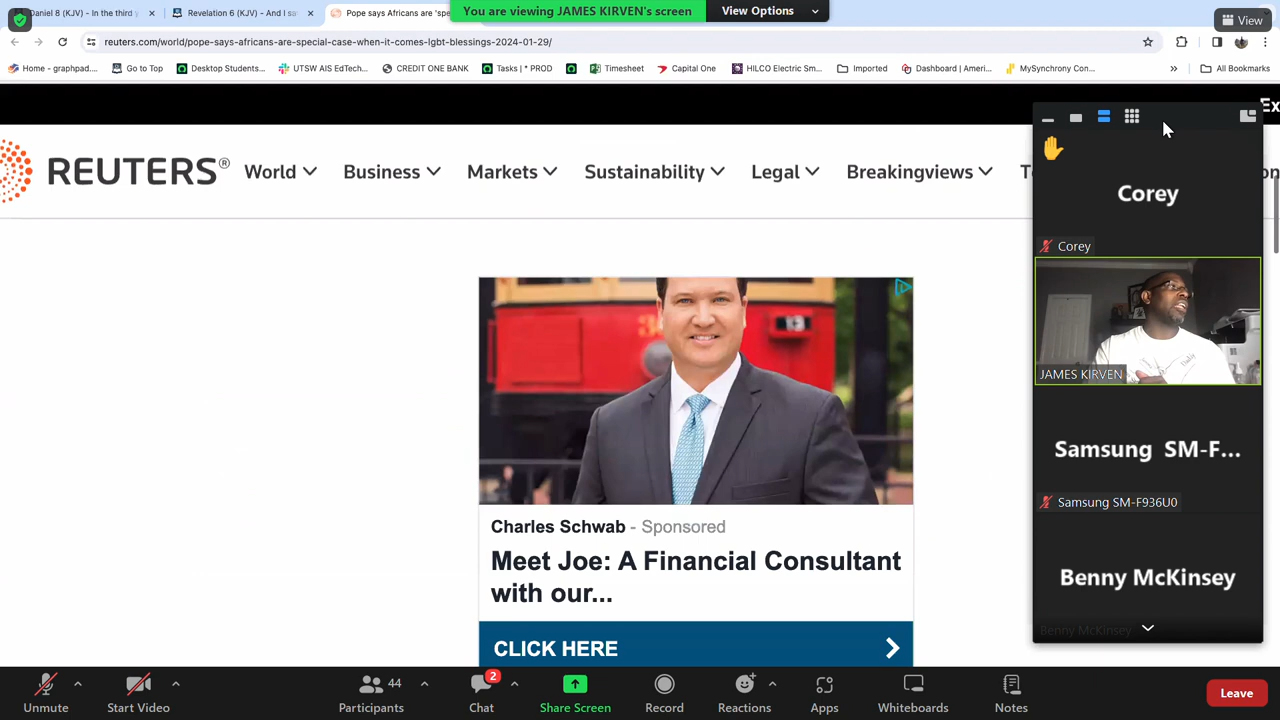 Daniel 8 (KJV) - In the third y
Revelation 6 (KJV) - And I sa
Pope says Africans are 'spe
You are viewing JAMES KIRVEN's screen
View Options
View
reuters.com/world/pope-says-africans-are-special-case-when-it-comes-lgbt-blessings-2024-01-29/
Home - graphpad....
Go to Top
Desktop Students...
UTSW AIS EdTech...
CREDIT ONE BANK
Tasks | * PROD
Timesheet
Capital One
HILCO Electric Sm...
Imported
Dashboard | Ameri...
MySynchrony Con...
»
All Bookmarks
Ex
REUTERS®
World
Business
Markets
Sustainability
Legal
Breakingviews
Corey
Corey
JAMES KIRVEN
Samsung SM-F...
Samsung SM-F936U0
Benny McKinsey
Benny McKinsey
Charles Schwab - Sponsored
Meet Joe: A Financial Consultant
with our...
CLICK HERE
Unmute
Start Video
44
Participants
2
Chat
Share Screen
Record
Reactions
Apps
Whiteboards
Notes
Leave